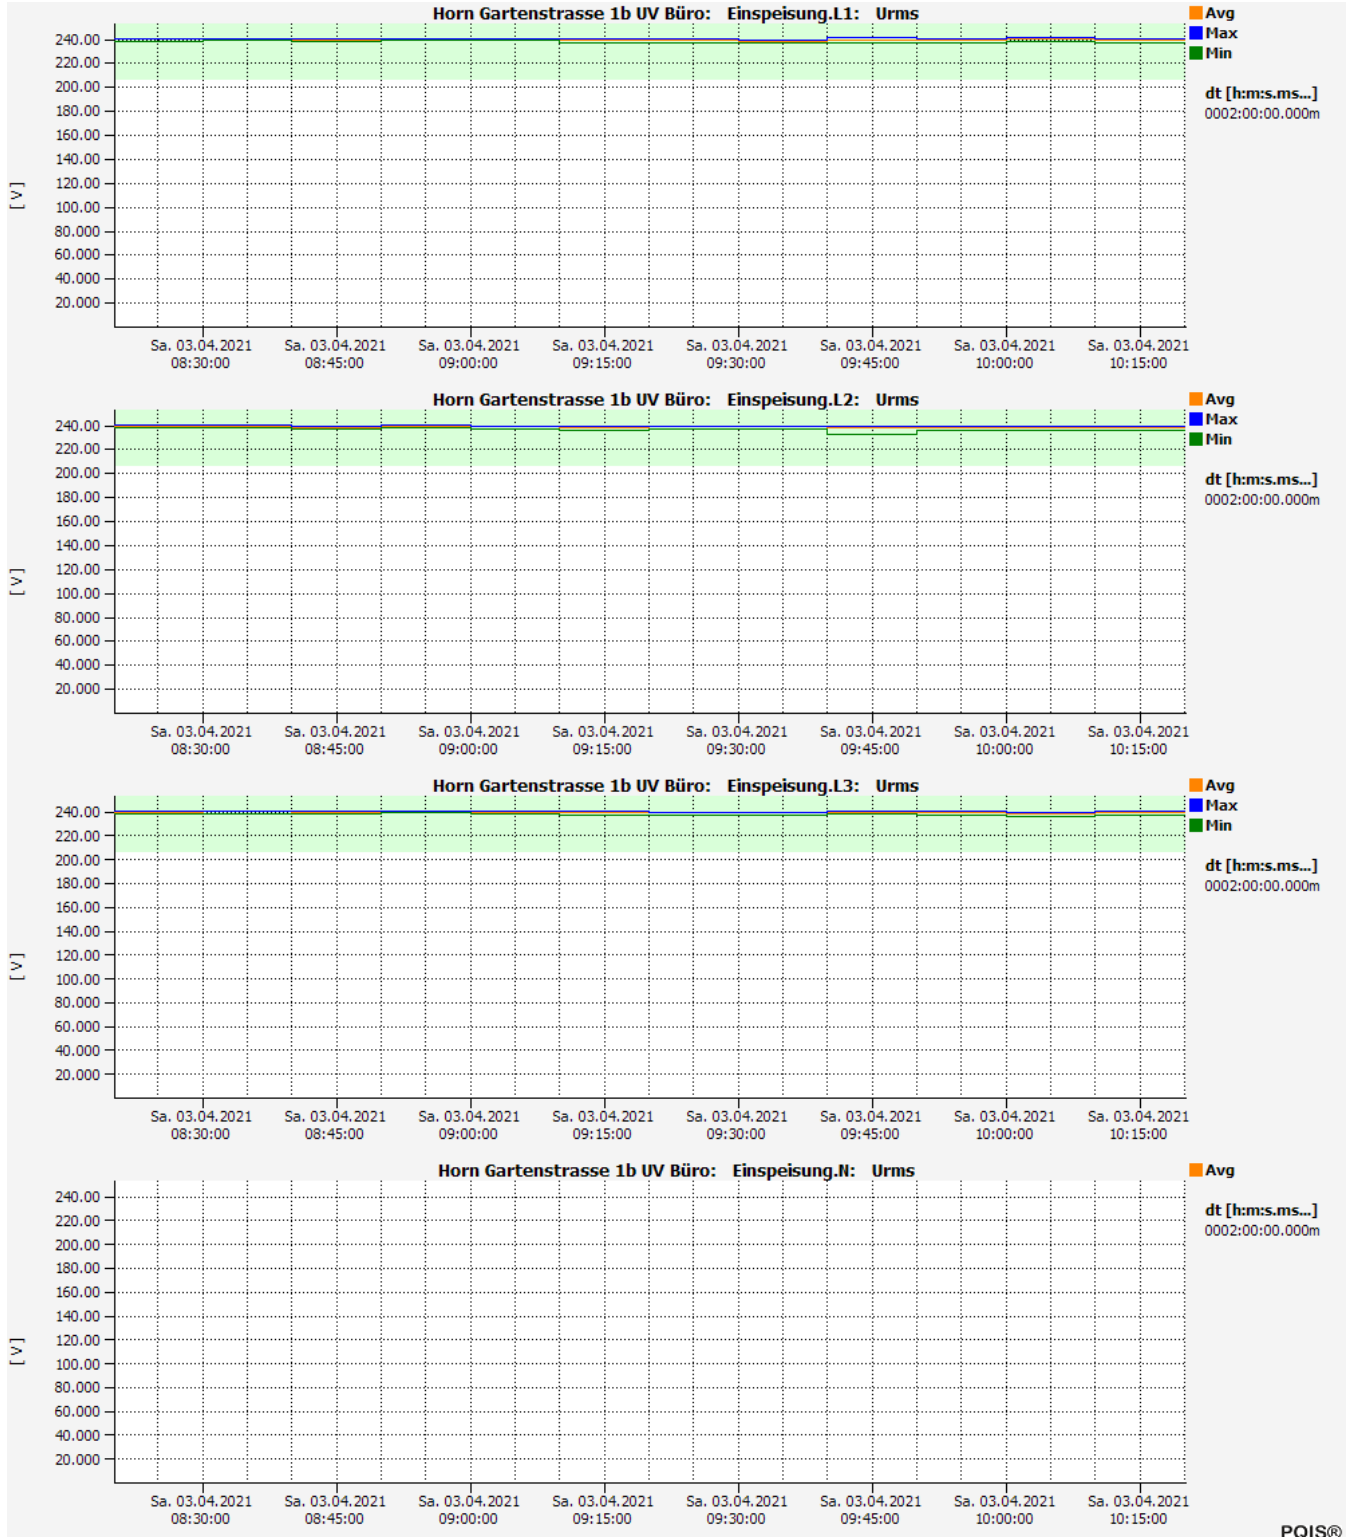 Horn Gartenstrasse 1b UV Büro: Einspeisung.L1: Urms
Avg
Max
Min
dt [h:m:s.ms...]
0002:00:00.000m
240.00
220.00
200.00
180.00
160.00
140.00
120.00
100.00
80.000
60.000
40.000
20.000
[ V]
Sa. 03.04.2021 Sa. 03.04.2021 Sa. 03.04.2021 Sa. 03.04.2021 Sa. 03.04.2021 Sa. 03.04.2021 Sa. 03.04.2021 Sa. 03.04.2021
08:30:00 08:45:00 09:00:00 09:15:00 09:30:00 09:45:00 10:00:00 10:15:00
Horn Gartenstrasse 1b UV Büro: Einspeisung.L2: Urms
Avg
Max
Min
dt [h:m:s.ms...]
0002:00:00.000m
240.00
220.00
200.00
180.00
160.00
140.00
120.00
100.00
80.000
60.000
40.000
20.000
[ V]
Sa. 03.04.2021 Sa. 03.04.2021 Sa. 03.04.2021 Sa. 03.04.2021 Sa. 03.04.2021 Sa. 03.04.2021 Sa. 03.04.2021 Sa. 03.04.2021
08:30:00 08:45:00 09:00:00 09:15:00 09:30:00 09:45:00 10:00:00 10:15:00
Horn Gartenstrasse 1b UV Büro: Einspeisung.L3: Urms
Avg
Max
Min
dt [h:m:s.ms...]
0002:00:00.000m
240.00
220.00
200.00
180.00
160.00
140.00
120.00
100.00
80.000
60.000
40.000
20.000
[ V]
Sa. 03.04.2021 Sa. 03.04.2021 Sa. 03.04.2021 Sa. 03.04.2021 Sa. 03.04.2021 Sa. 03.04.2021 Sa. 03.04.2021 Sa. 03.04.2021
08:30:00 08:45:00 09:00:00 09:15:00 09:30:00 09:45:00 10:00:00 10:15:00
Horn Gartenstrasse 1b UV Büro: Einspeisung.N: Urms
Avg
dt [h:m:s.ms...]
0002:00:00.000m
240.00
220.00
200.00
180.00
160.00
140.00
120.00
100.00
80.000
60.000
40.000
20.000
[ V]
Sa. 03.04.2021 Sa. 03.04.2021 Sa. 03.04.2021 Sa. 03.04.2021 Sa. 03.04.2021 Sa. 03.04.2021 Sa. 03.04.2021 Sa. 03.04.2021
08:30:00 08:45:00 09:00:00 09:15:00 09:30:00 09:45:00 10:00:00 10:15:00
PQIS®